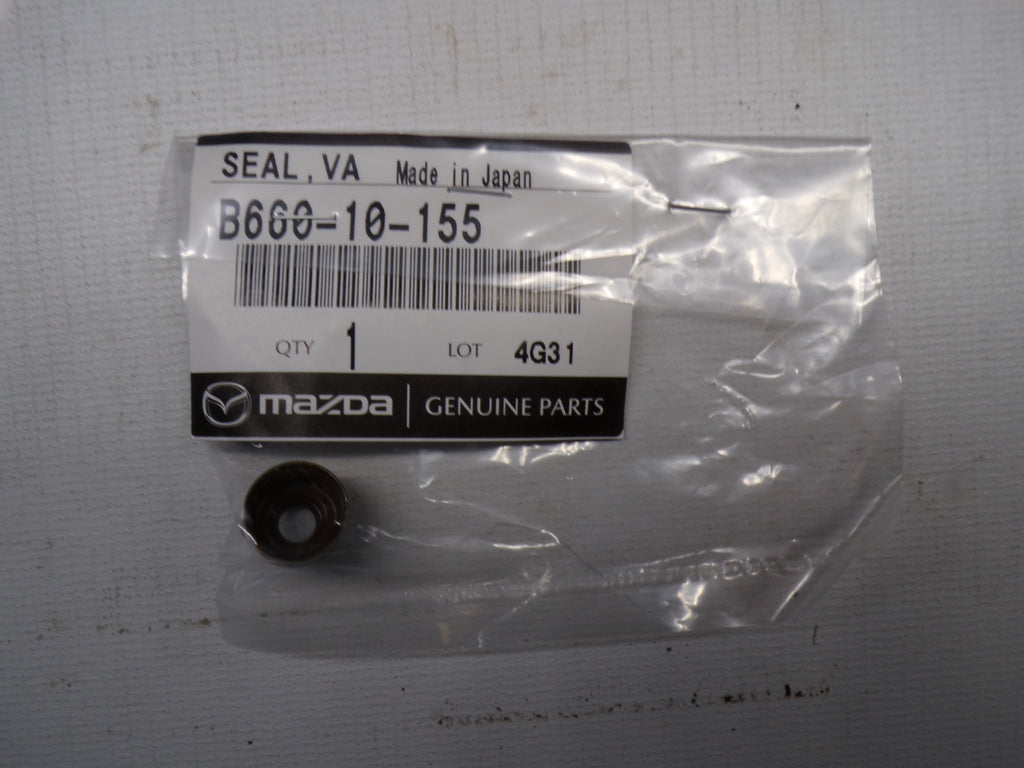 SEAL,VA Made in Japan
B660-10-155
QTY 1 LOT 4G31
mazda GENUINE PARTS